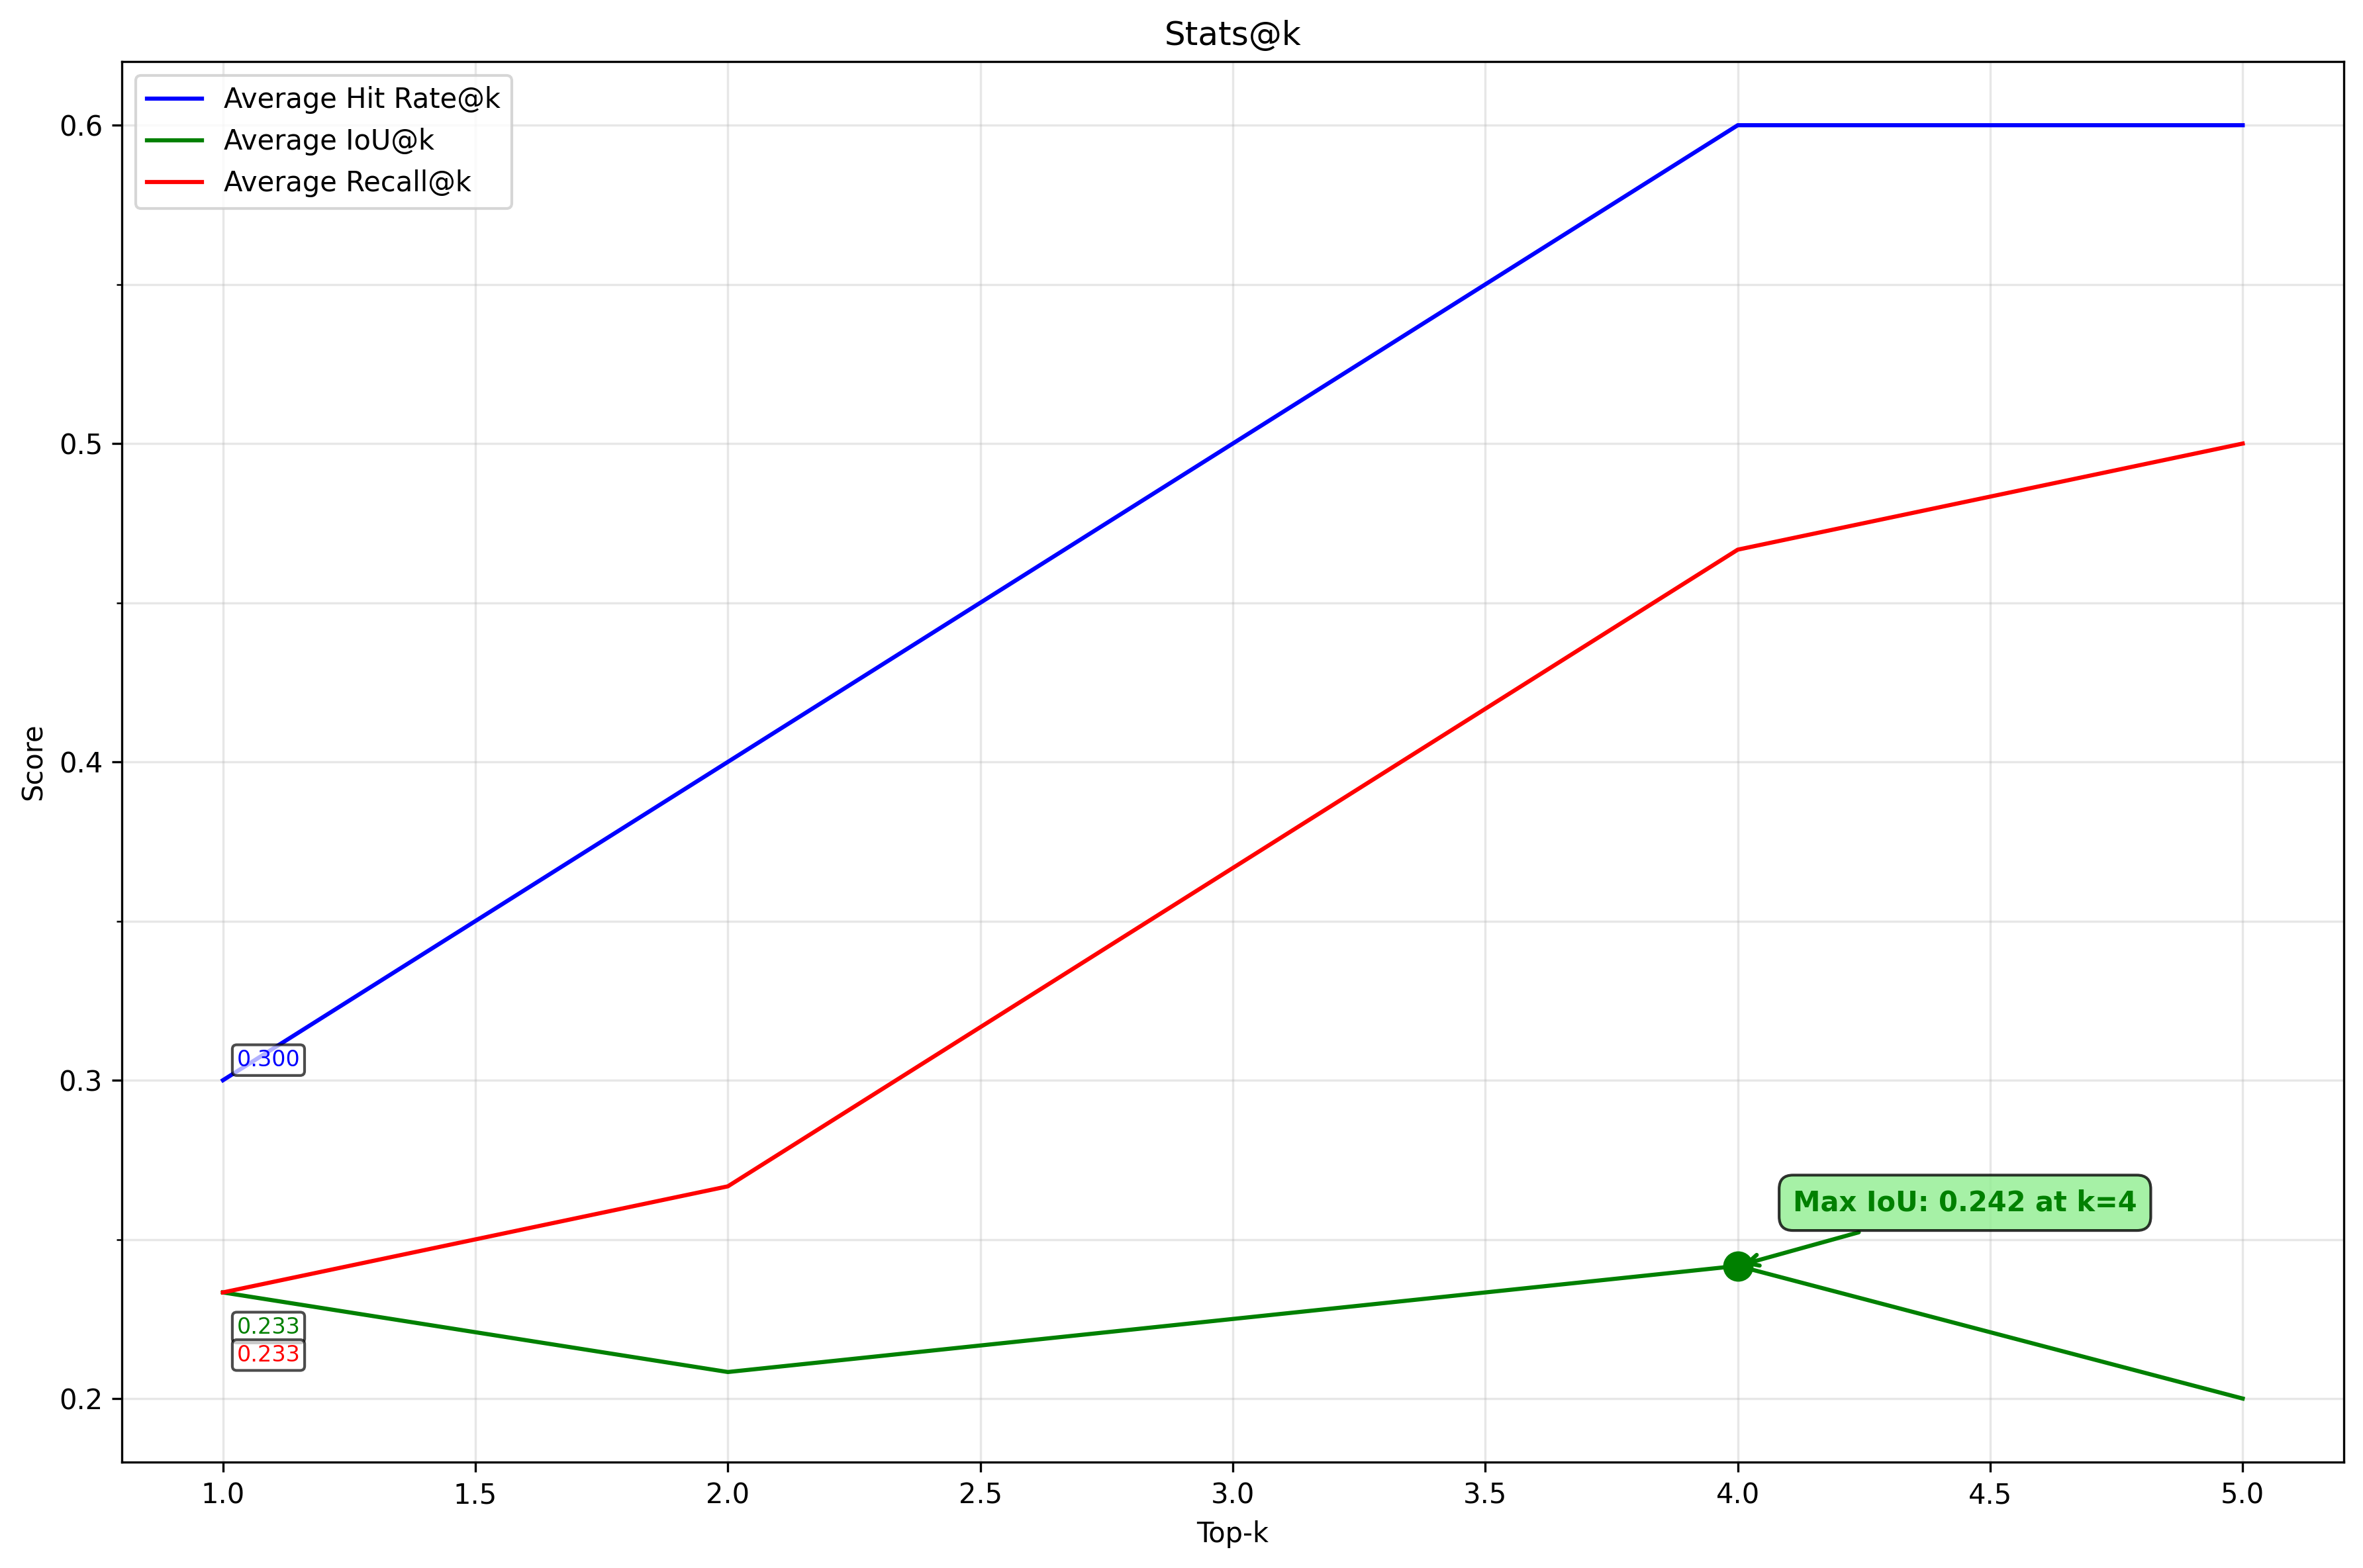 Stats@k
Average Hit Rate@k
Average IoU@k
Average Recall@k
0.6
0.5
0.4
0.3
0.2
Score
0.300
0.233
0.233
Max IoU: 0.242 at k=4
1.0 1.5 2.0 2.5 3.0 3.5 4.0 4.5 5.0
Top-k